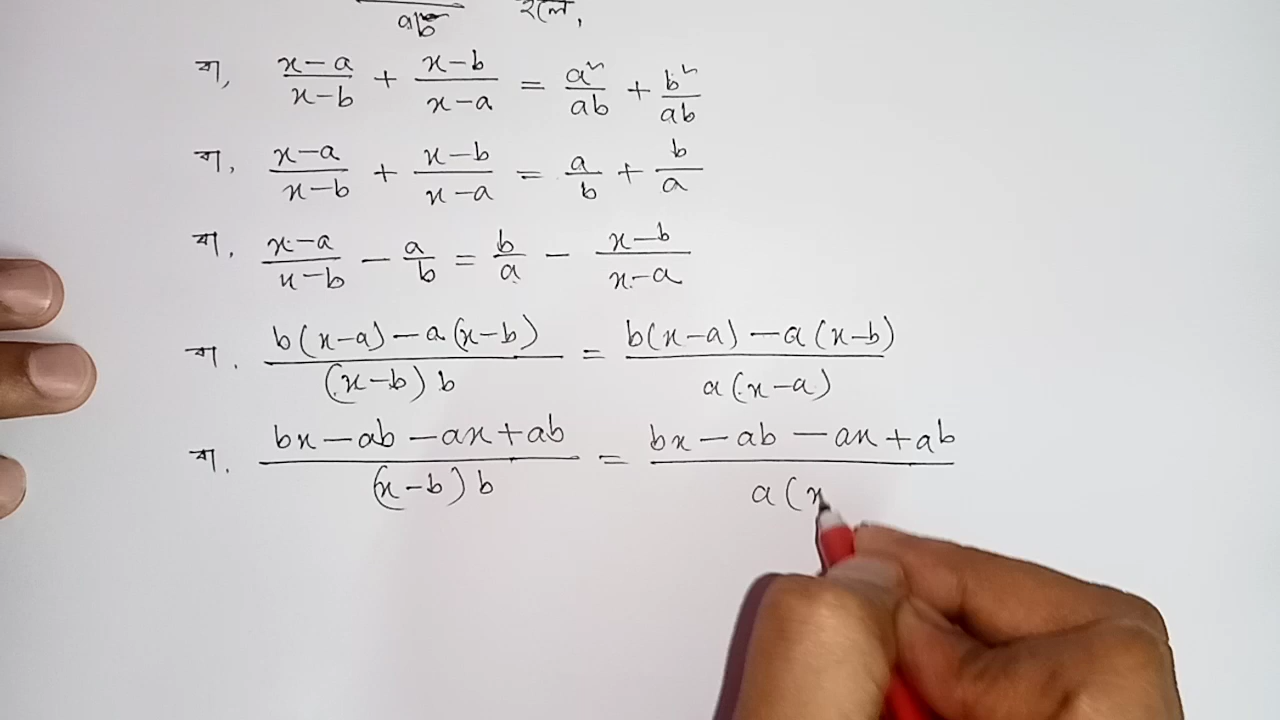 ab হলে,
বা, (x-a)/(x-b) + (x-b)/(x-a) = a²/ab + b²/ab
বা, (x-a)/(x-b) + (x-b)/(x-a) = a/b + b/a
বা, (x-a)/(x-b) - a/b = b/a - (x-b)/(x-a)
বা, (b(x-a)-a(x-b))/((x-b)b) = (b(x-a)-a(x-b))/(a(x-a))
বা, (bx-ab-ax+ab)/((x-b)b) = (bx-ab-ax+ab)/(a(x